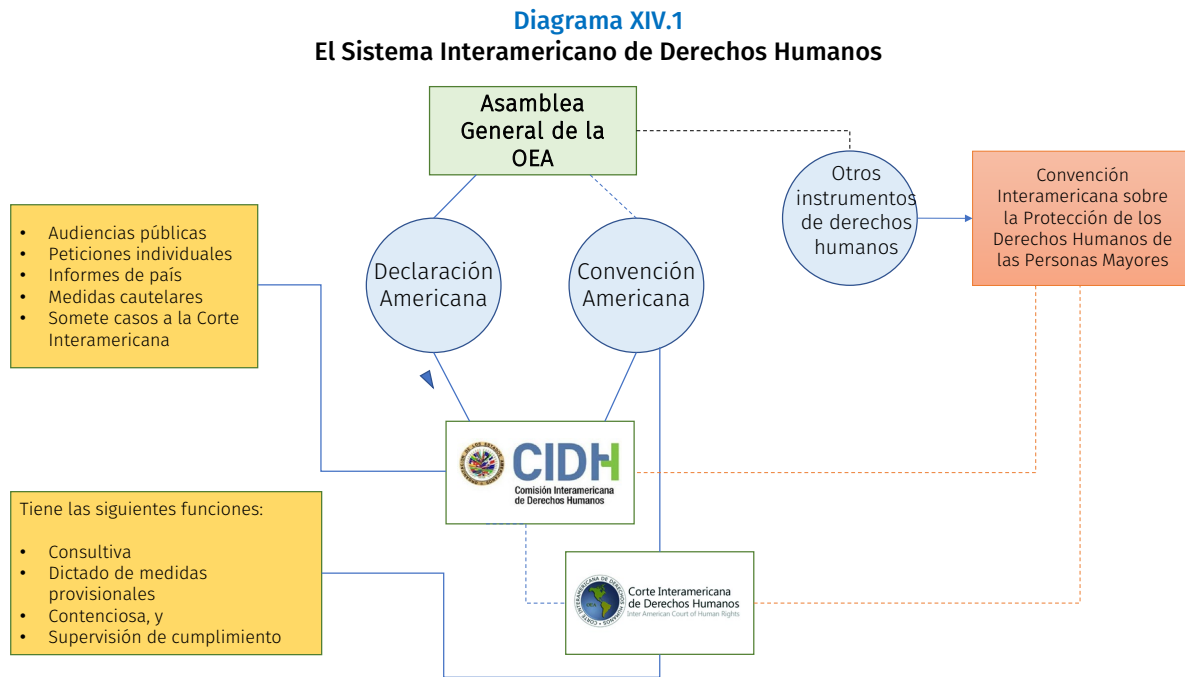 Diagrama XIV.1
El Sistema Interamericano de Derechos Humanos
Asamblea
General de la
OEA
Otros
instrumentos
de derechos
humanos
Convención
Interamericana sobre
la Protección de los
Derechos Humanos de
las Personas Mayores
• Audiencias públicas
• Peticiones individuales
• Informes de país
• Medidas cautelares
• Somete casos a la Corte
Interamericana
Declaración
Americana
Convención
Americana
CIDH
Comisión Interamericana
de Derechos Humanos
Tiene las siguientes funciones:
• Consultiva
• Dictado de medidas
provisionales
• Contenciosa, y
• Supervisión de cumplimiento
Corte Interamericana
de Derechos Humanos
Inter American Court of Human Rights